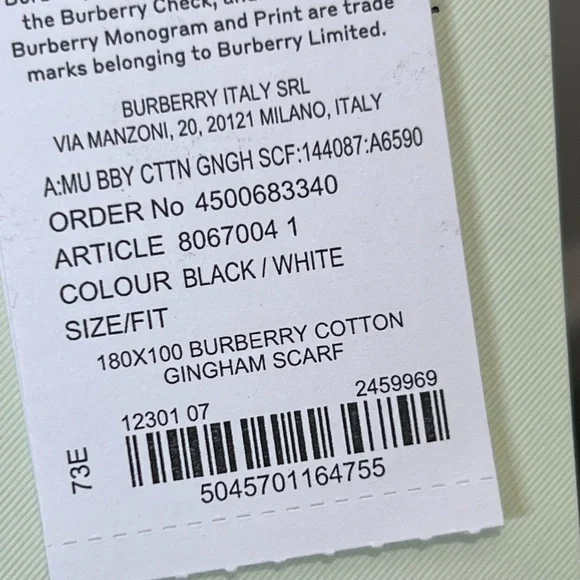 the Burberry Check, and
Burberry Monogram and Print are trade
marks belonging to Burberry Limited.
BURBERRY ITALY SRL
VIA MANZONI, 20, 20121 MILANO, ITALY
A:MU BBY CTTN GNGH SCF:144087:A6590
ORDER No 4500683340
ARTICLE 8067004 1
COLOUR BLACK / WHITE
SIZE/FIT
180X100 BURBERRY COTTON
GINGHAM SCARF
12301 07 2459969
73E
5045701164755